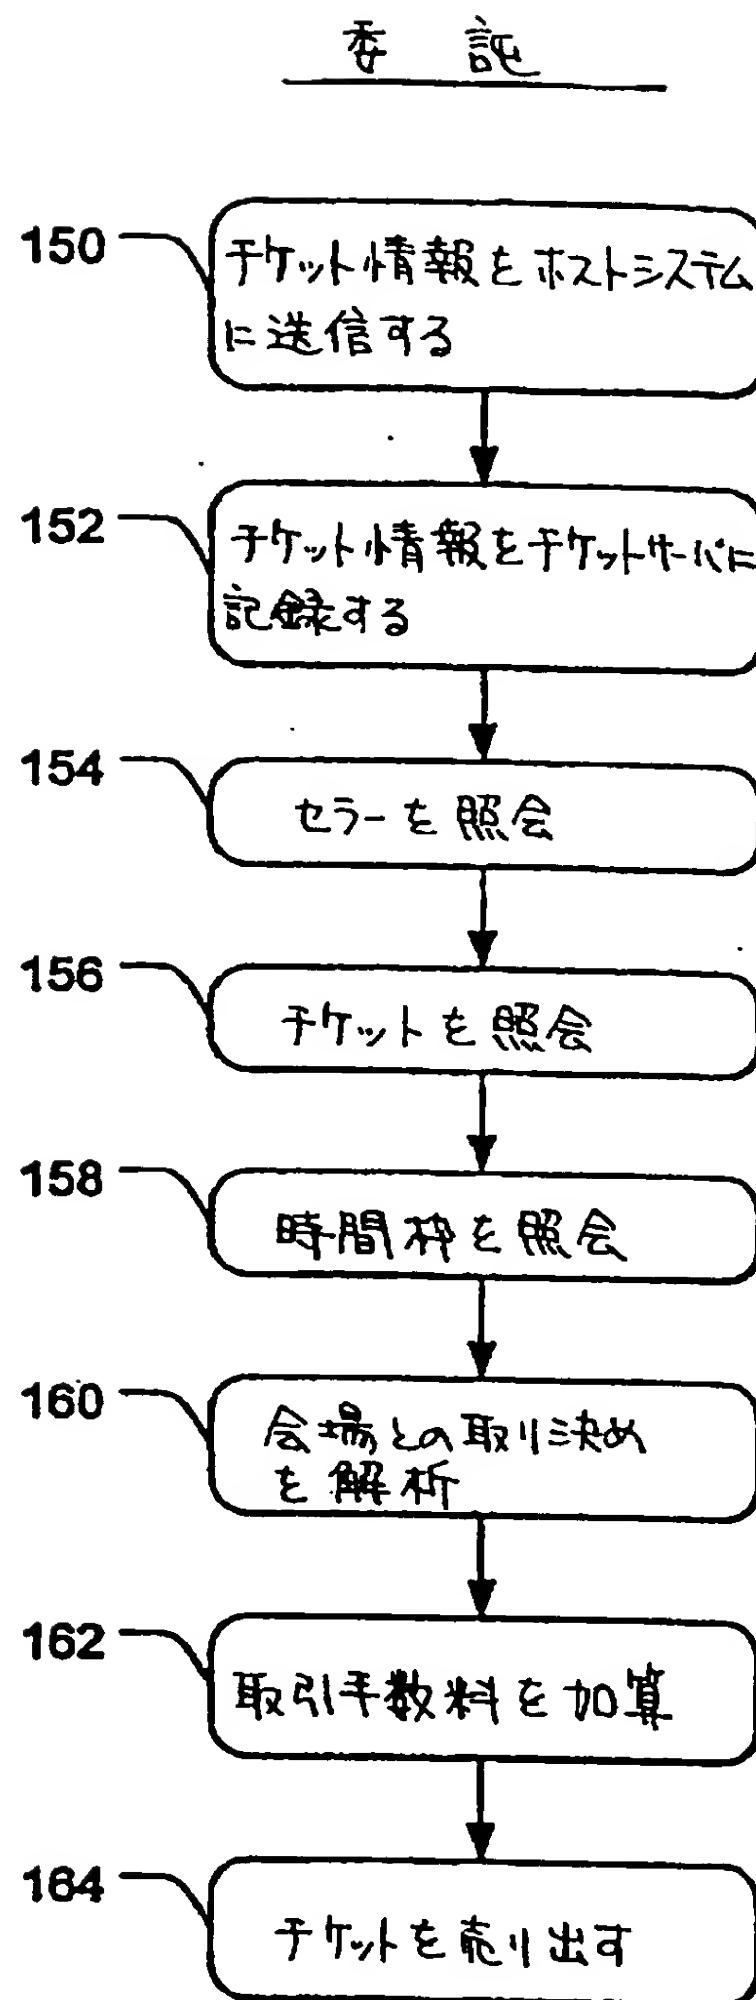 委 託
150
チケット情報をホストシステム
に送信する
152
チケット情報をチケットサーバに
記録する
154
セラーを照会
156
チケットを照会
158
時間枠を照会
160
会場との取り決め
を解析
162
取引手数料を加算
164
チケットを売り出す